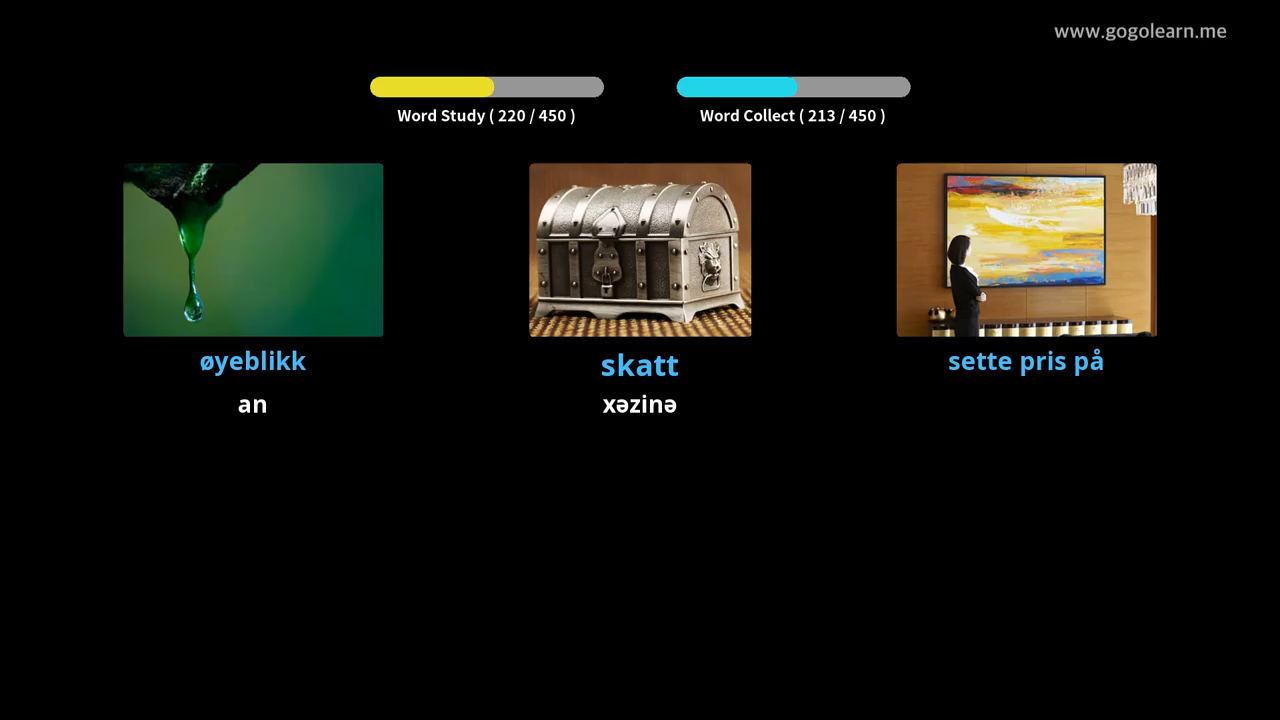 www.gogolearn.me
Word Study ( 220 / 450 )
Word Collect ( 213 / 450 )
øyeblikk
skatt
sette pris på
an
xəzinə